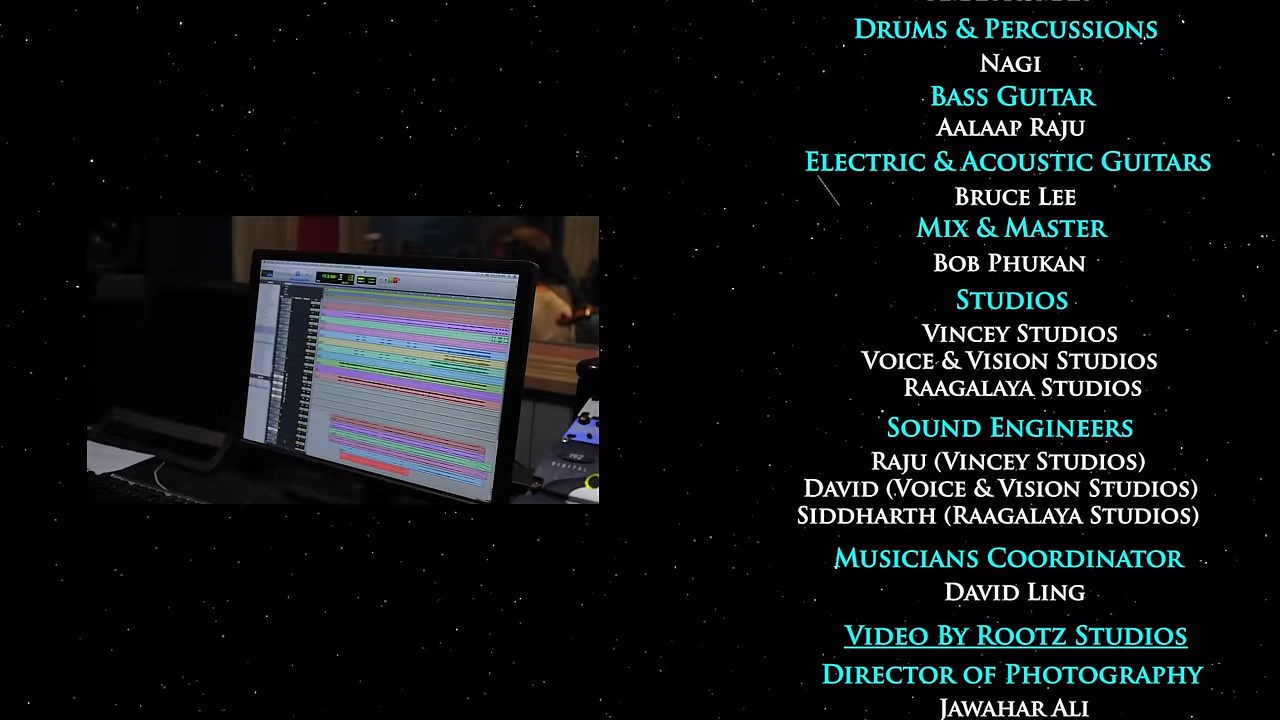 DRUMS & PERCUSSIONS
NAGI
BASS GUITAR
AALAAP RAJU
ELECTRIC & ACOUSTIC GUITARS
BRUCE LEE
MIX & MASTER
BOB PHUKAN
STUDIOS
VINCEY STUDIOS
VOICE & VISION STUDIOS
RAAGALAYA STUDIOS
SOUND ENGINEERS
RAJU (VINCEY STUDIOS)
DAVID (VOICE & VISION STUDIOS)
SIDDHARTH (RAAGALAYA STUDIOS)
MUSICIANS COORDINATOR
DAVID LING
VIDEO BY ROOTZ STUDIOS
DIRECTOR OF PHOTOGRAPHY
JAWAHAR ALI
192
DIGITAL